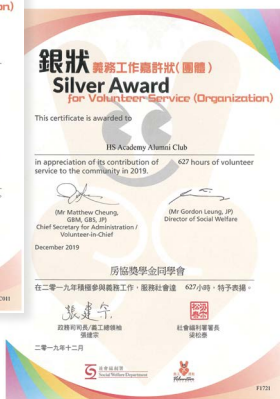 銀狀 義務工作嘉許狀(團體)
Silver Award
for Volunteer Service (Organization)
This certificate is awarded to
HS Academy Alumni Club
in appreciation of its contribution of 627 hours of volunteer
service to the community in 2019.
(Mr Matthew Cheung,
GBM, GBS, JP)
Chief Secretary for Administration /
Volunteer-in-Chief
(Mr Gordon Leung, JP)
Director of Social Welfare
December 2019
房協獎學金同學會
在二零一九年積極參與義務工作,服務社會達 627小時,特予表揚。
政務司司長/義工總領袖
張建宗
社會福利署署長
梁松泰
二零一九年十二月
社會福利署
Social Welfare Department
Volunteer
F1721